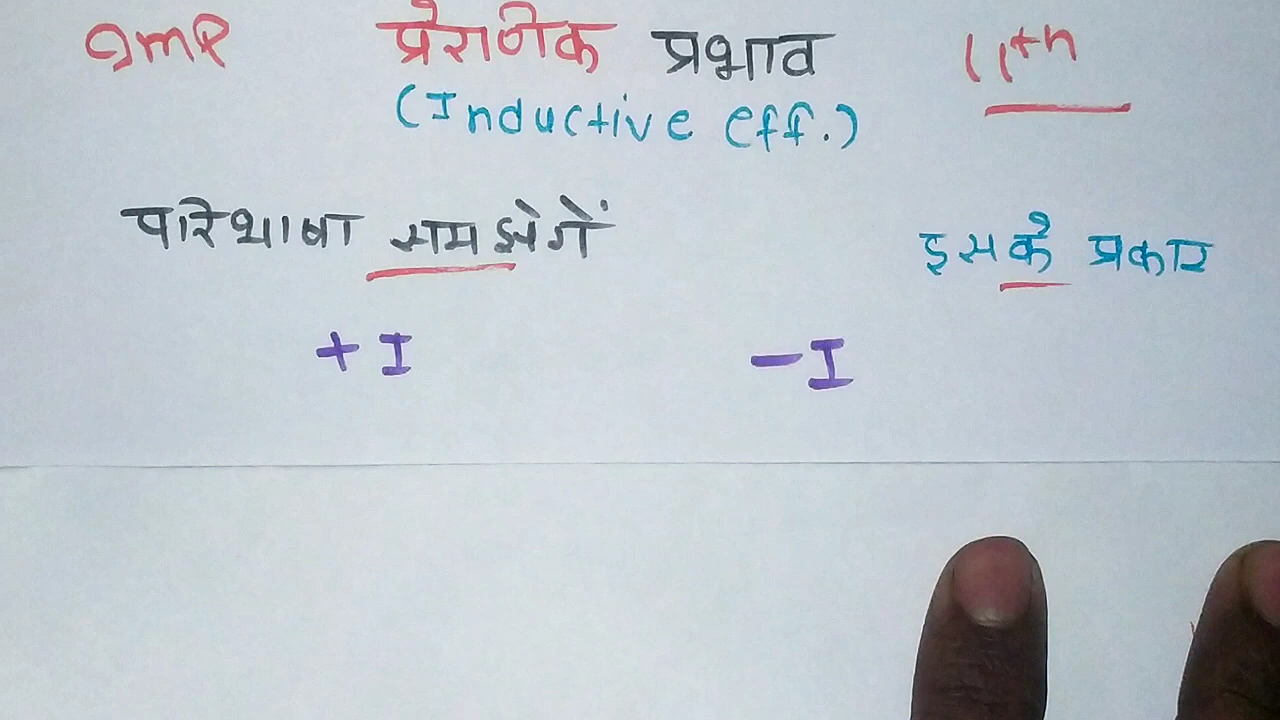 Imp प्रेरणिक प्रभाव 11th
(Inductive eff.)
परिभाषा समझेगें इसके प्रकार
+I -I